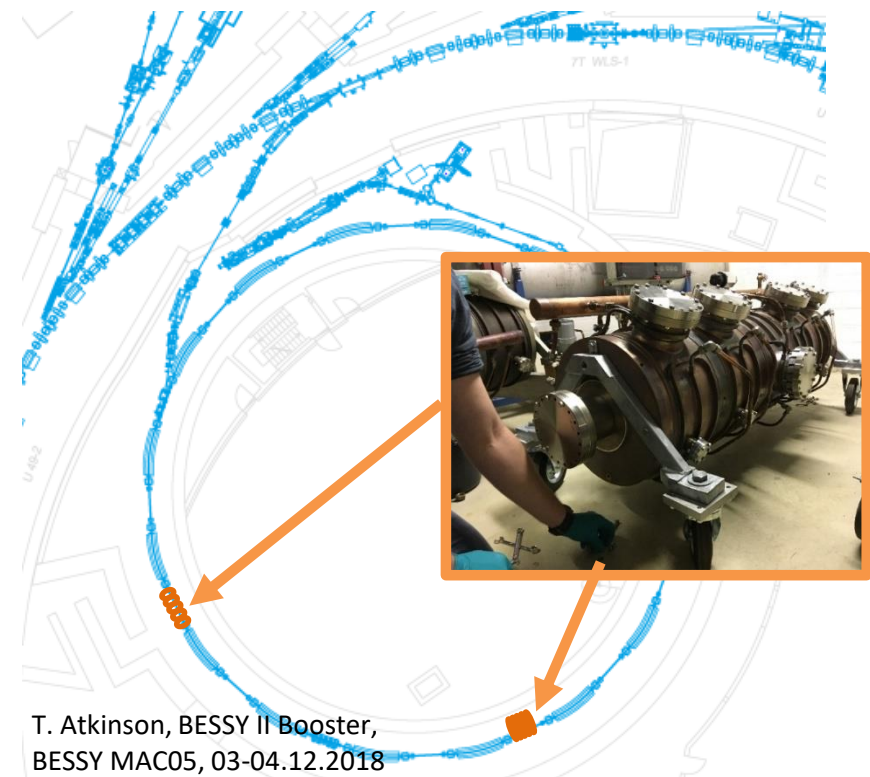 7T WLS-1
U
U
U 49-2
T. Atkinson, BESSY II Booster,
BESSY MAC05, 03-04.12.2018